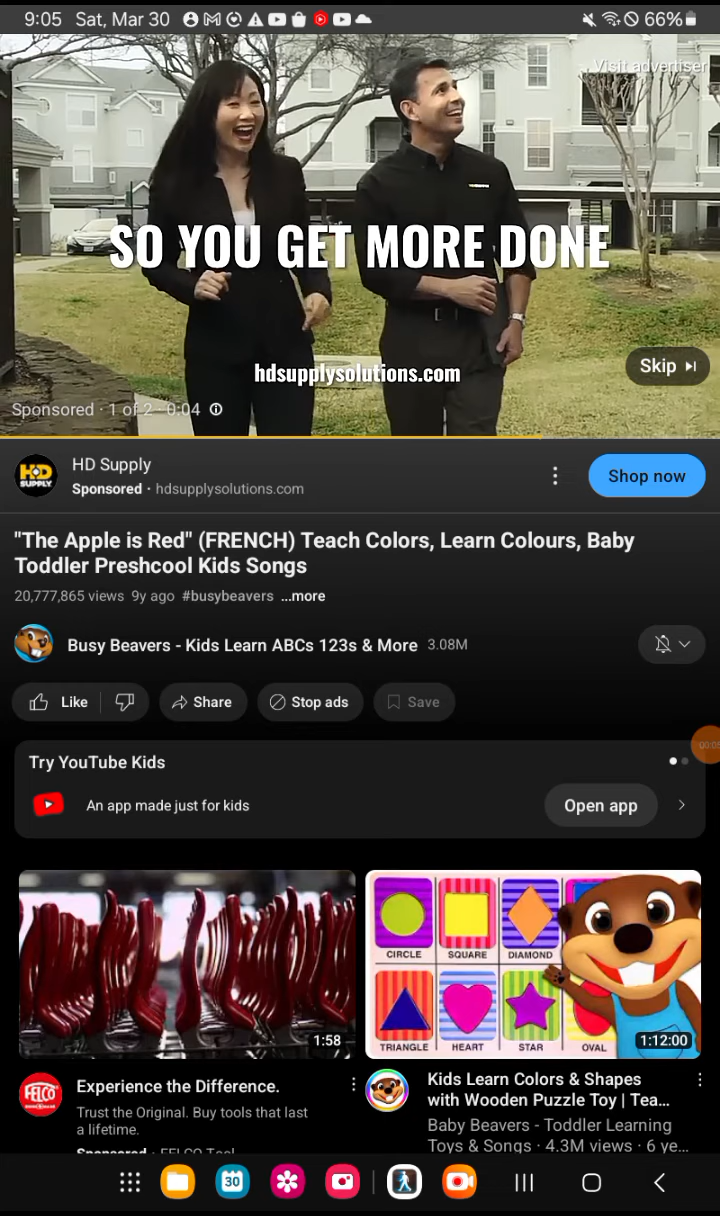 9:05 Sat, Mar 30 66%
Visit advertiser
SO YOU GET MORE DONE
hdsupplysolutions.com
Skip
Sponsored · 1 of 2 · 0:04
HD Supply
Sponsored · hdsupplysolutions.com
Shop now
"The Apple is Red" (FRENCH) Teach Colors, Learn Colours, Baby
Toddler Preshcool Kids Songs
20,777,865 views 9y ago #busybeavers ...more
Busy Beavers - Kids Learn ABCs 123s & More 3.08M
Like Share Stop ads Save
Try YouTube Kids
An app made just for kids
Open app
CIRCLE SQUARE DIAMOND
TRIANGLE HEART STAR OVAL
1:58
1:12:00
FELCO
Experience the Difference.
Trust the Original. Buy tools that last
a lifetime.
Sponsored · FELCO Tool
Kids Learn Colors & Shapes
with Wooden Puzzle Toy | Tea...
Baby Beavers - Toddler Learning
Toys & Songs · 4.3M views · 6 ye...
30